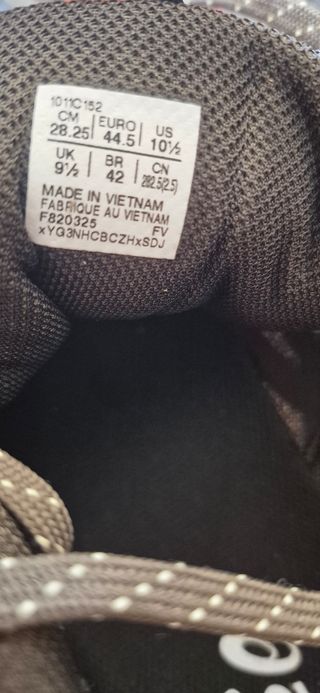 1011C152
CM EURO US
28.25 44.5 10½
UK BR CN
9½ 42 282.5(2.5)
MADE IN VIETNAM
FABRIQUE AU VIETNAM
F820325 FV
xYG3NHCBCZHxSDJ